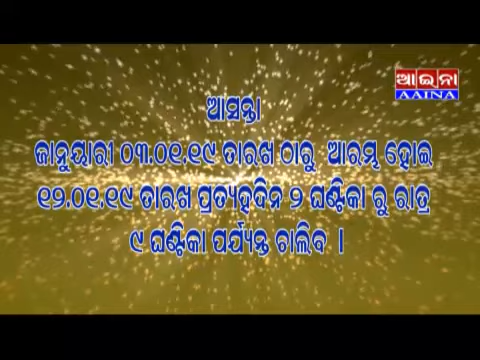 ଆଇନା
AAINA
ଆସନ୍ତା
ଜାନୁୟାରୀ ୦୩.୦୧.୧୯ ତାରଖ ଠାରୁ ଆରମ୍ଭ ହୋଇ
୧୨.୦୧.୧୯ ତାରଖ ପ୍ରତ୍ୟହଦିନ ୨ ଘଣ୍ଟିକା ରୁ ରାତ୍ର
୯ ଘଣ୍ଟିକା ପର୍ଯ୍ୟନ୍ତ ଚାଲିବ ।